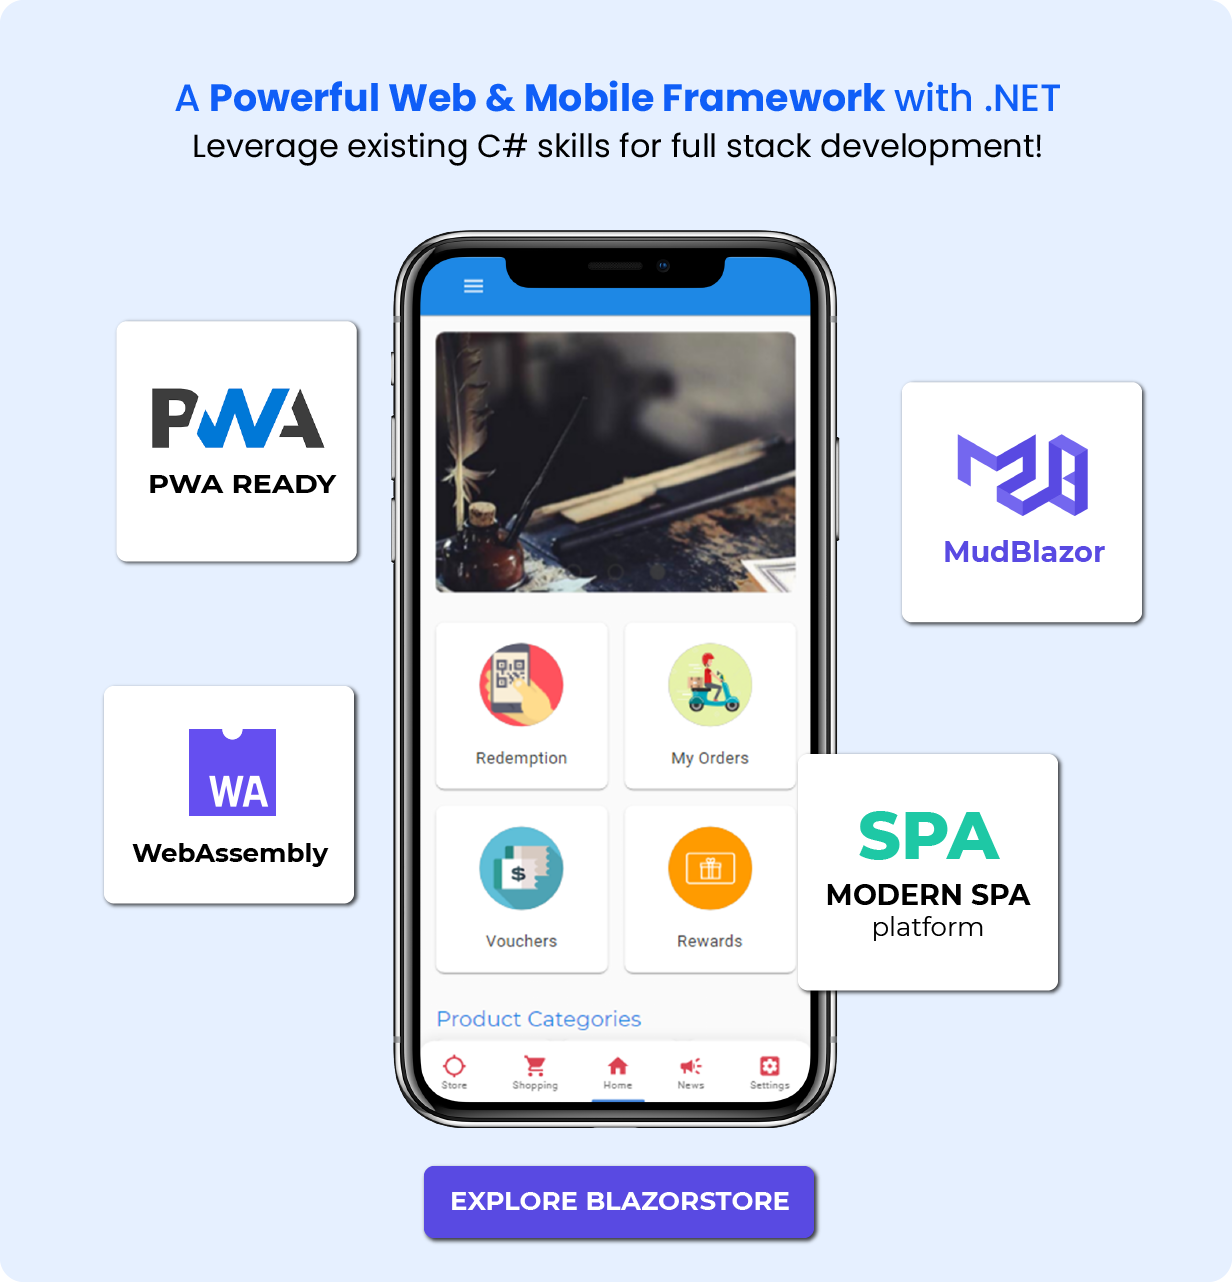 A Powerful Web & Mobile Framework with .NET
Leverage existing C# skills for full stack development!
PWA
PWA READY
MudBlazor
WA
WebAssembly
Redemption
My Orders
$
Vouchers
Rewards
SPA
MODERN SPA
platform
Product Categories
Store
Shopping
Home
News
Settings
EXPLORE BLAZORSTORE